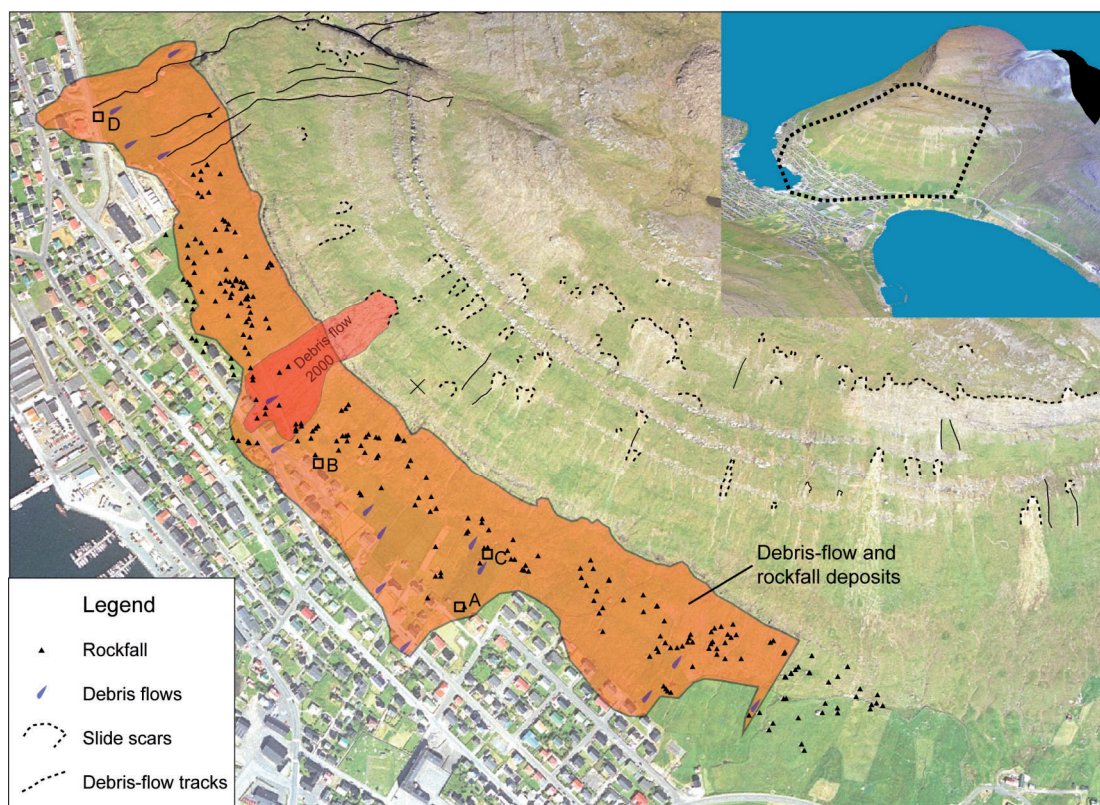 D
Debris flow
2000
B
C
A
Debris-flow and
rockfall deposits
Legend
Rockfall
Debris flows
Slide scars
Debris-flow tracks